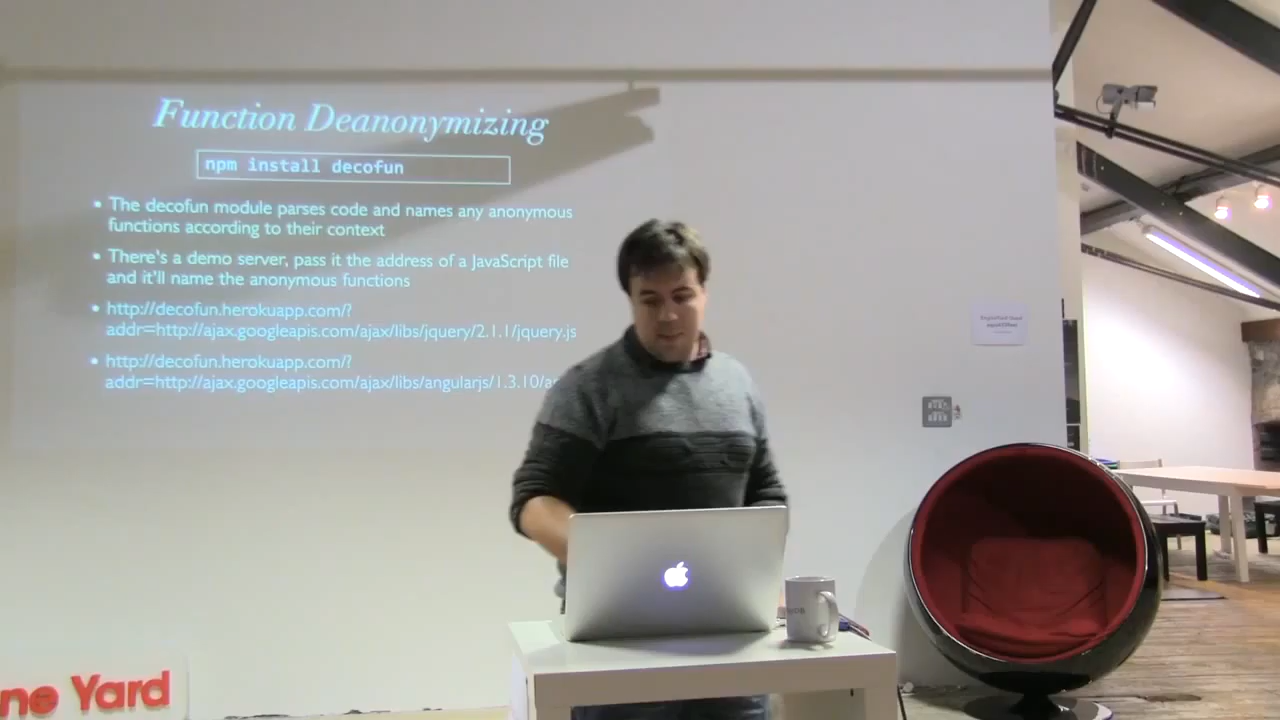 Function Deanonymizing
npm install decofun
• The decofun module parses code and names any anonymous
functions according to their context
• There's a demo server, pass it the address of a JavaScript file
and it'll name the anonymous functions
• http://decofun.herokuapp.com/?
addr=http://ajax.googleapis.com/ajax/libs/jquery/2.1.1/jquery.js
• http://decofun.herokuapp.com/?
addr=http://ajax.googleapis.com/ajax/libs/angularjs/1.3.10/a
ne Yard